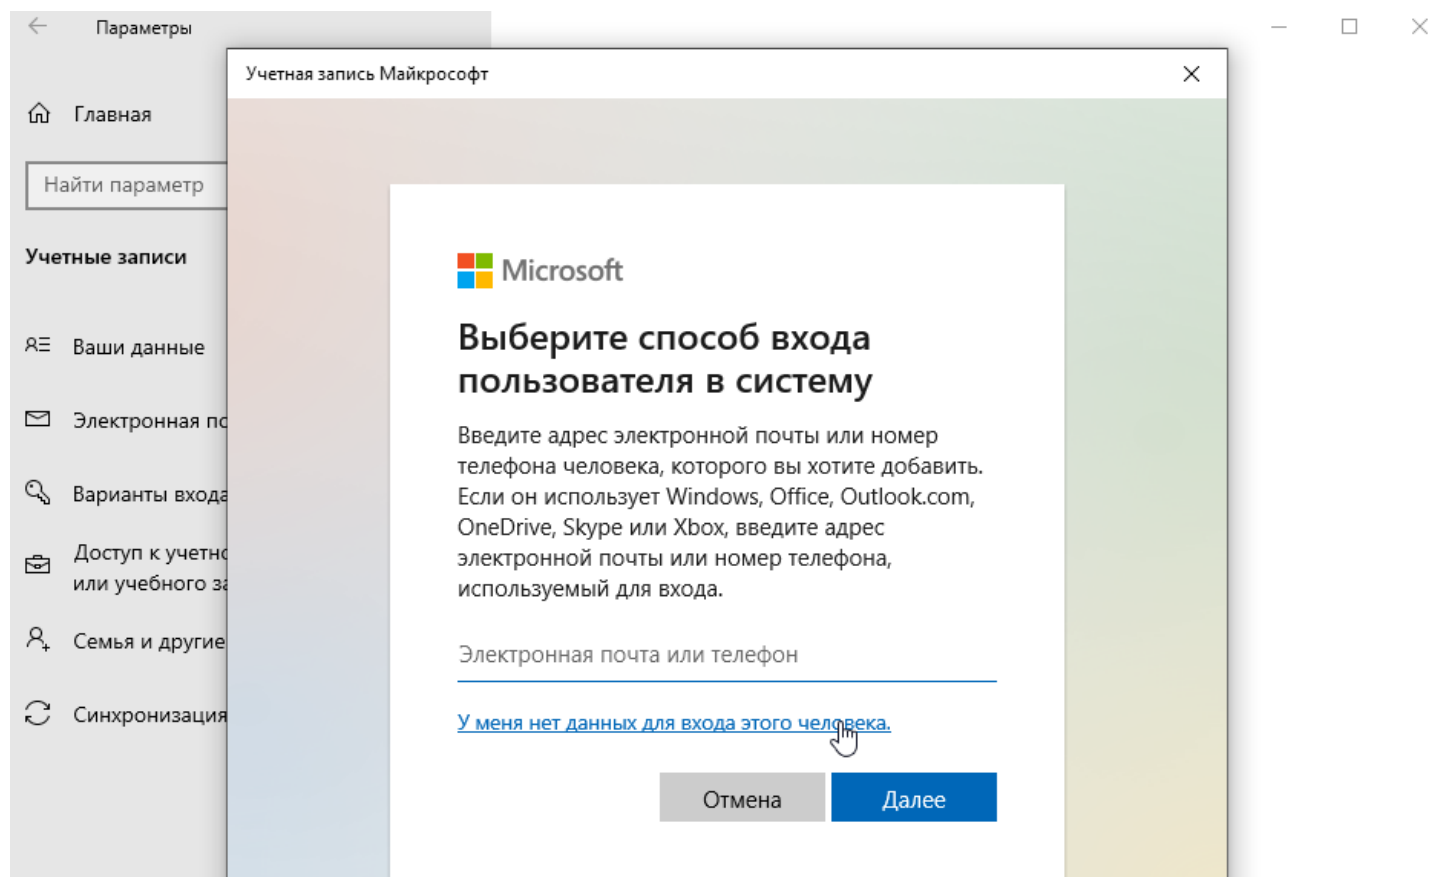 Параметры
Учетная запись Майкрософт
Главная
Найти параметр
Учетные записи
Ваши данные
Электронная
Варианты входа
Доступ к
или учебного
Семья и другие
Синхронизация
Microsoft
Выберите способ входа
пользователя в систему
Введите адрес электронной почты или номер
телефона человека, которого вы хотите добавить.
Если он использует Windows, Office, Outlook.com,
OneDrive, Skype или Xbox, введите адрес
электронной почты или номер телефона,
используемый для входа.
Электронная почта или телефон
У меня нет данных для входа этого человека.
Отмена
Далее